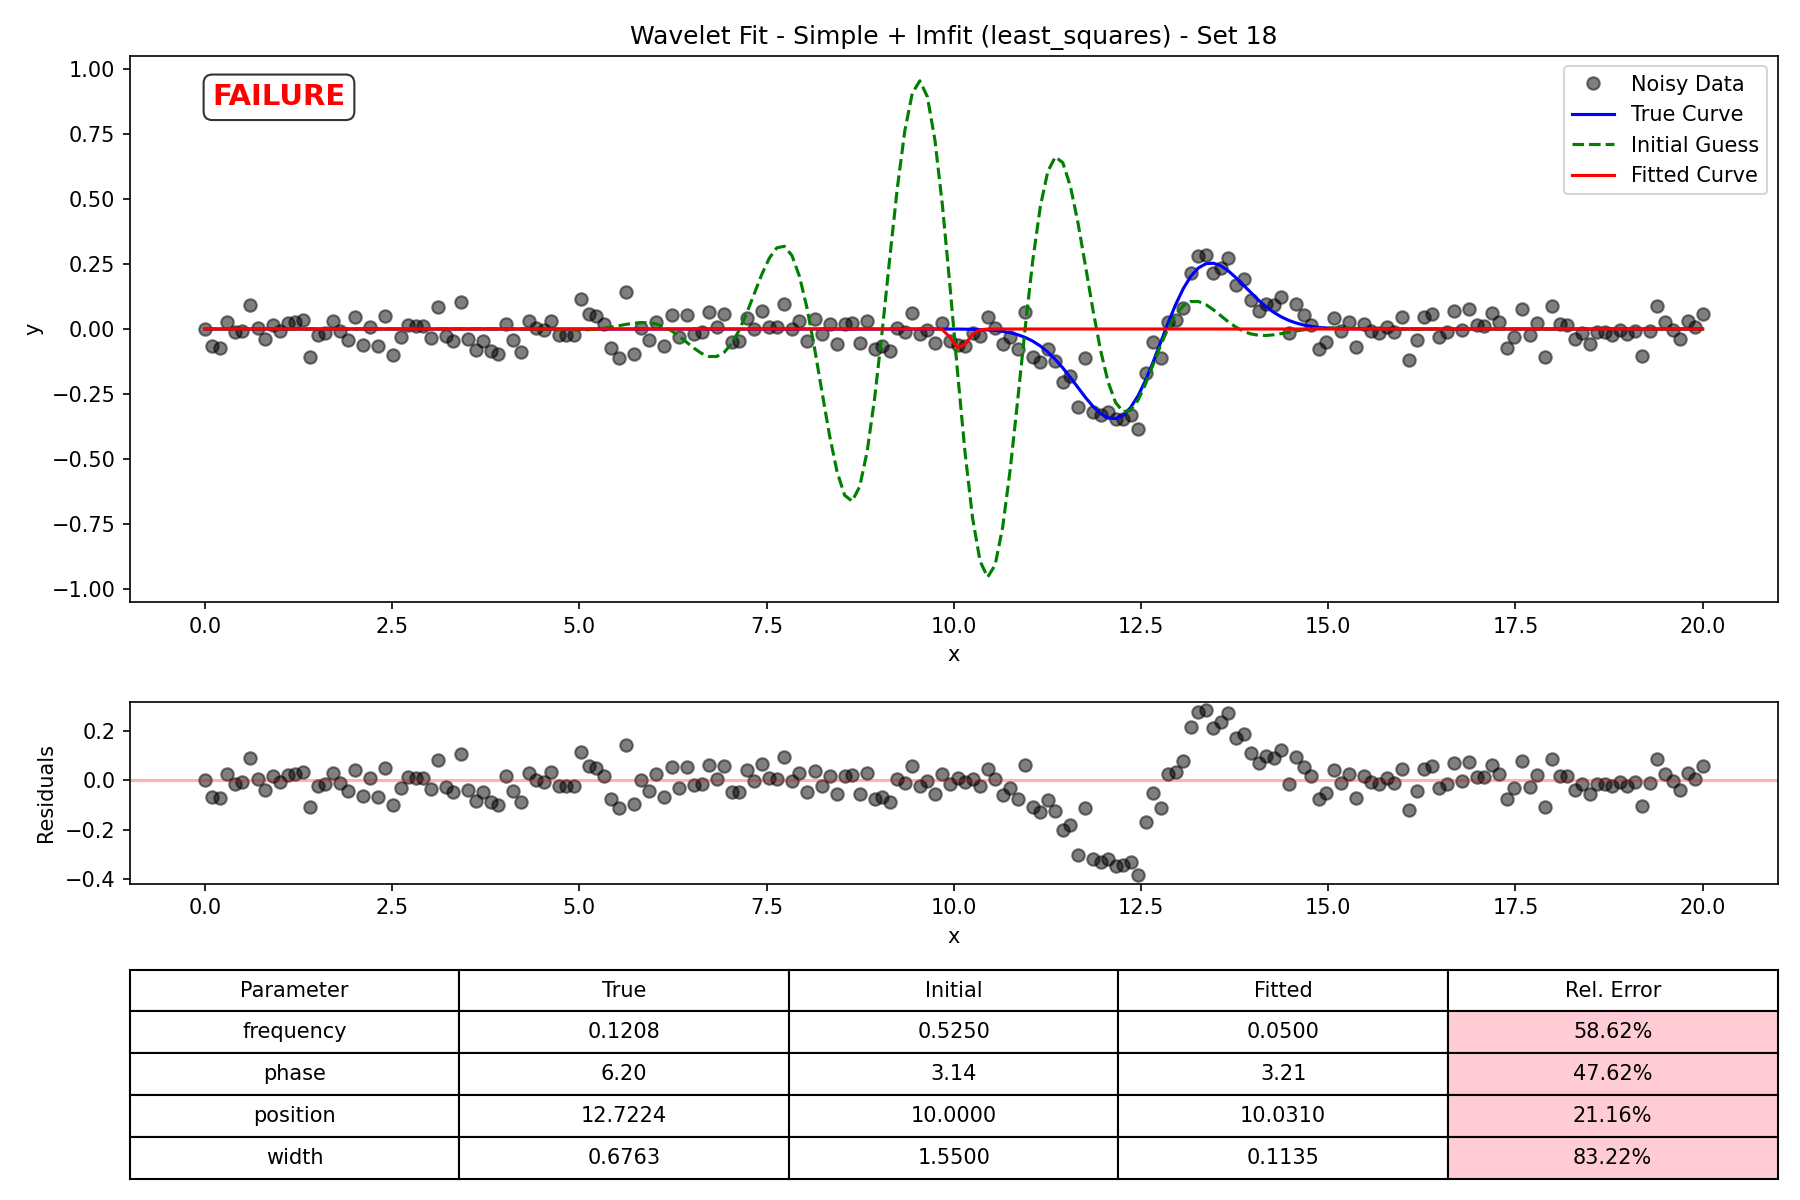 Wavelet Fit - Simple + lmfit (least_squares) - Set 18
FAILURE
Noisy Data
True Curve
Initial Guess
Fitted Curve
1.00
0.75
0.50
0.25
0.00
−0.25
−0.50
−0.75
−1.00
y
0.0 2.5 5.0 7.5 10.0 12.5 15.0 17.5 20.0
x
0.2
0.0
−0.2
−0.4
Residuals
0.0 2.5 5.0 7.5 10.0 12.5 15.0 17.5 20.0
x
Parameter True Initial Fitted Rel. Error
frequency 0.1208 0.5250 0.0500 58.62%
phase 6.20 3.14 3.21 47.62%
position 12.7224 10.0000 10.0310 21.16%
width 0.6763 1.5500 0.1135 83.22%